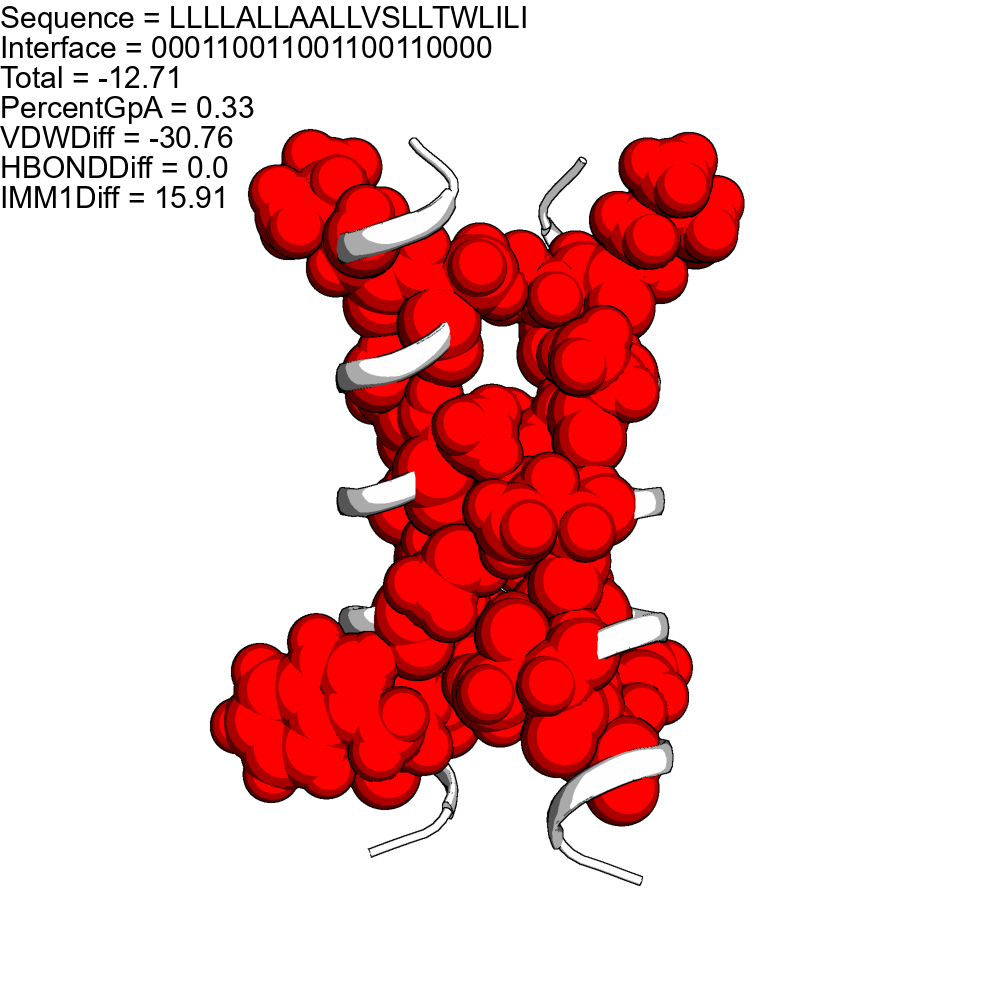 Sequence = LLLLALLAALLVSLLTWLILI
Interface = 000110011001100110000
Total = -12.71
PercentGpA = 0.33
VDWDiff = -30.76
HBONDDiff = 0.0
IMM1Diff = 15.91